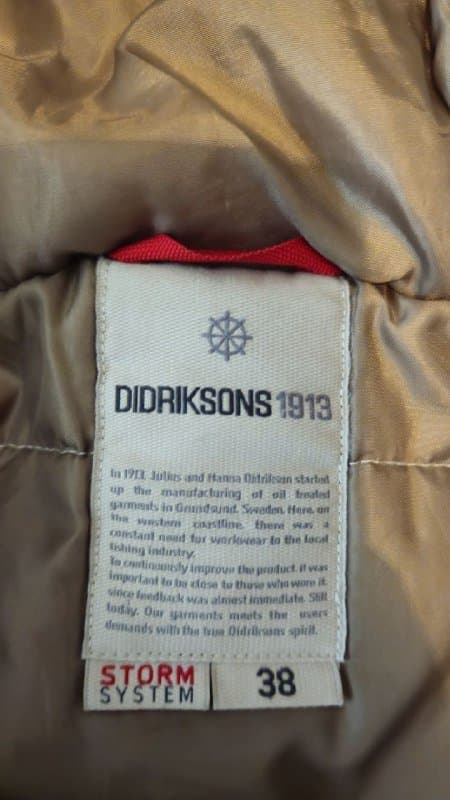 DIDRIKSONS 1913
In 1913, Julius and Hanna Didrikson started
up the manufacturing of oil treated
garments in Grundsund, Sweden. Here, on
the western coastline, there was a
constant need for workwear to the local
fishing industry.
To continously improve the product, it was
important to be close to those who wore it,
since feedback was almost immediate. Still
today, Our garments meets the users
demands with the true Didriksons spirit.
STORM
SYSTEM
38